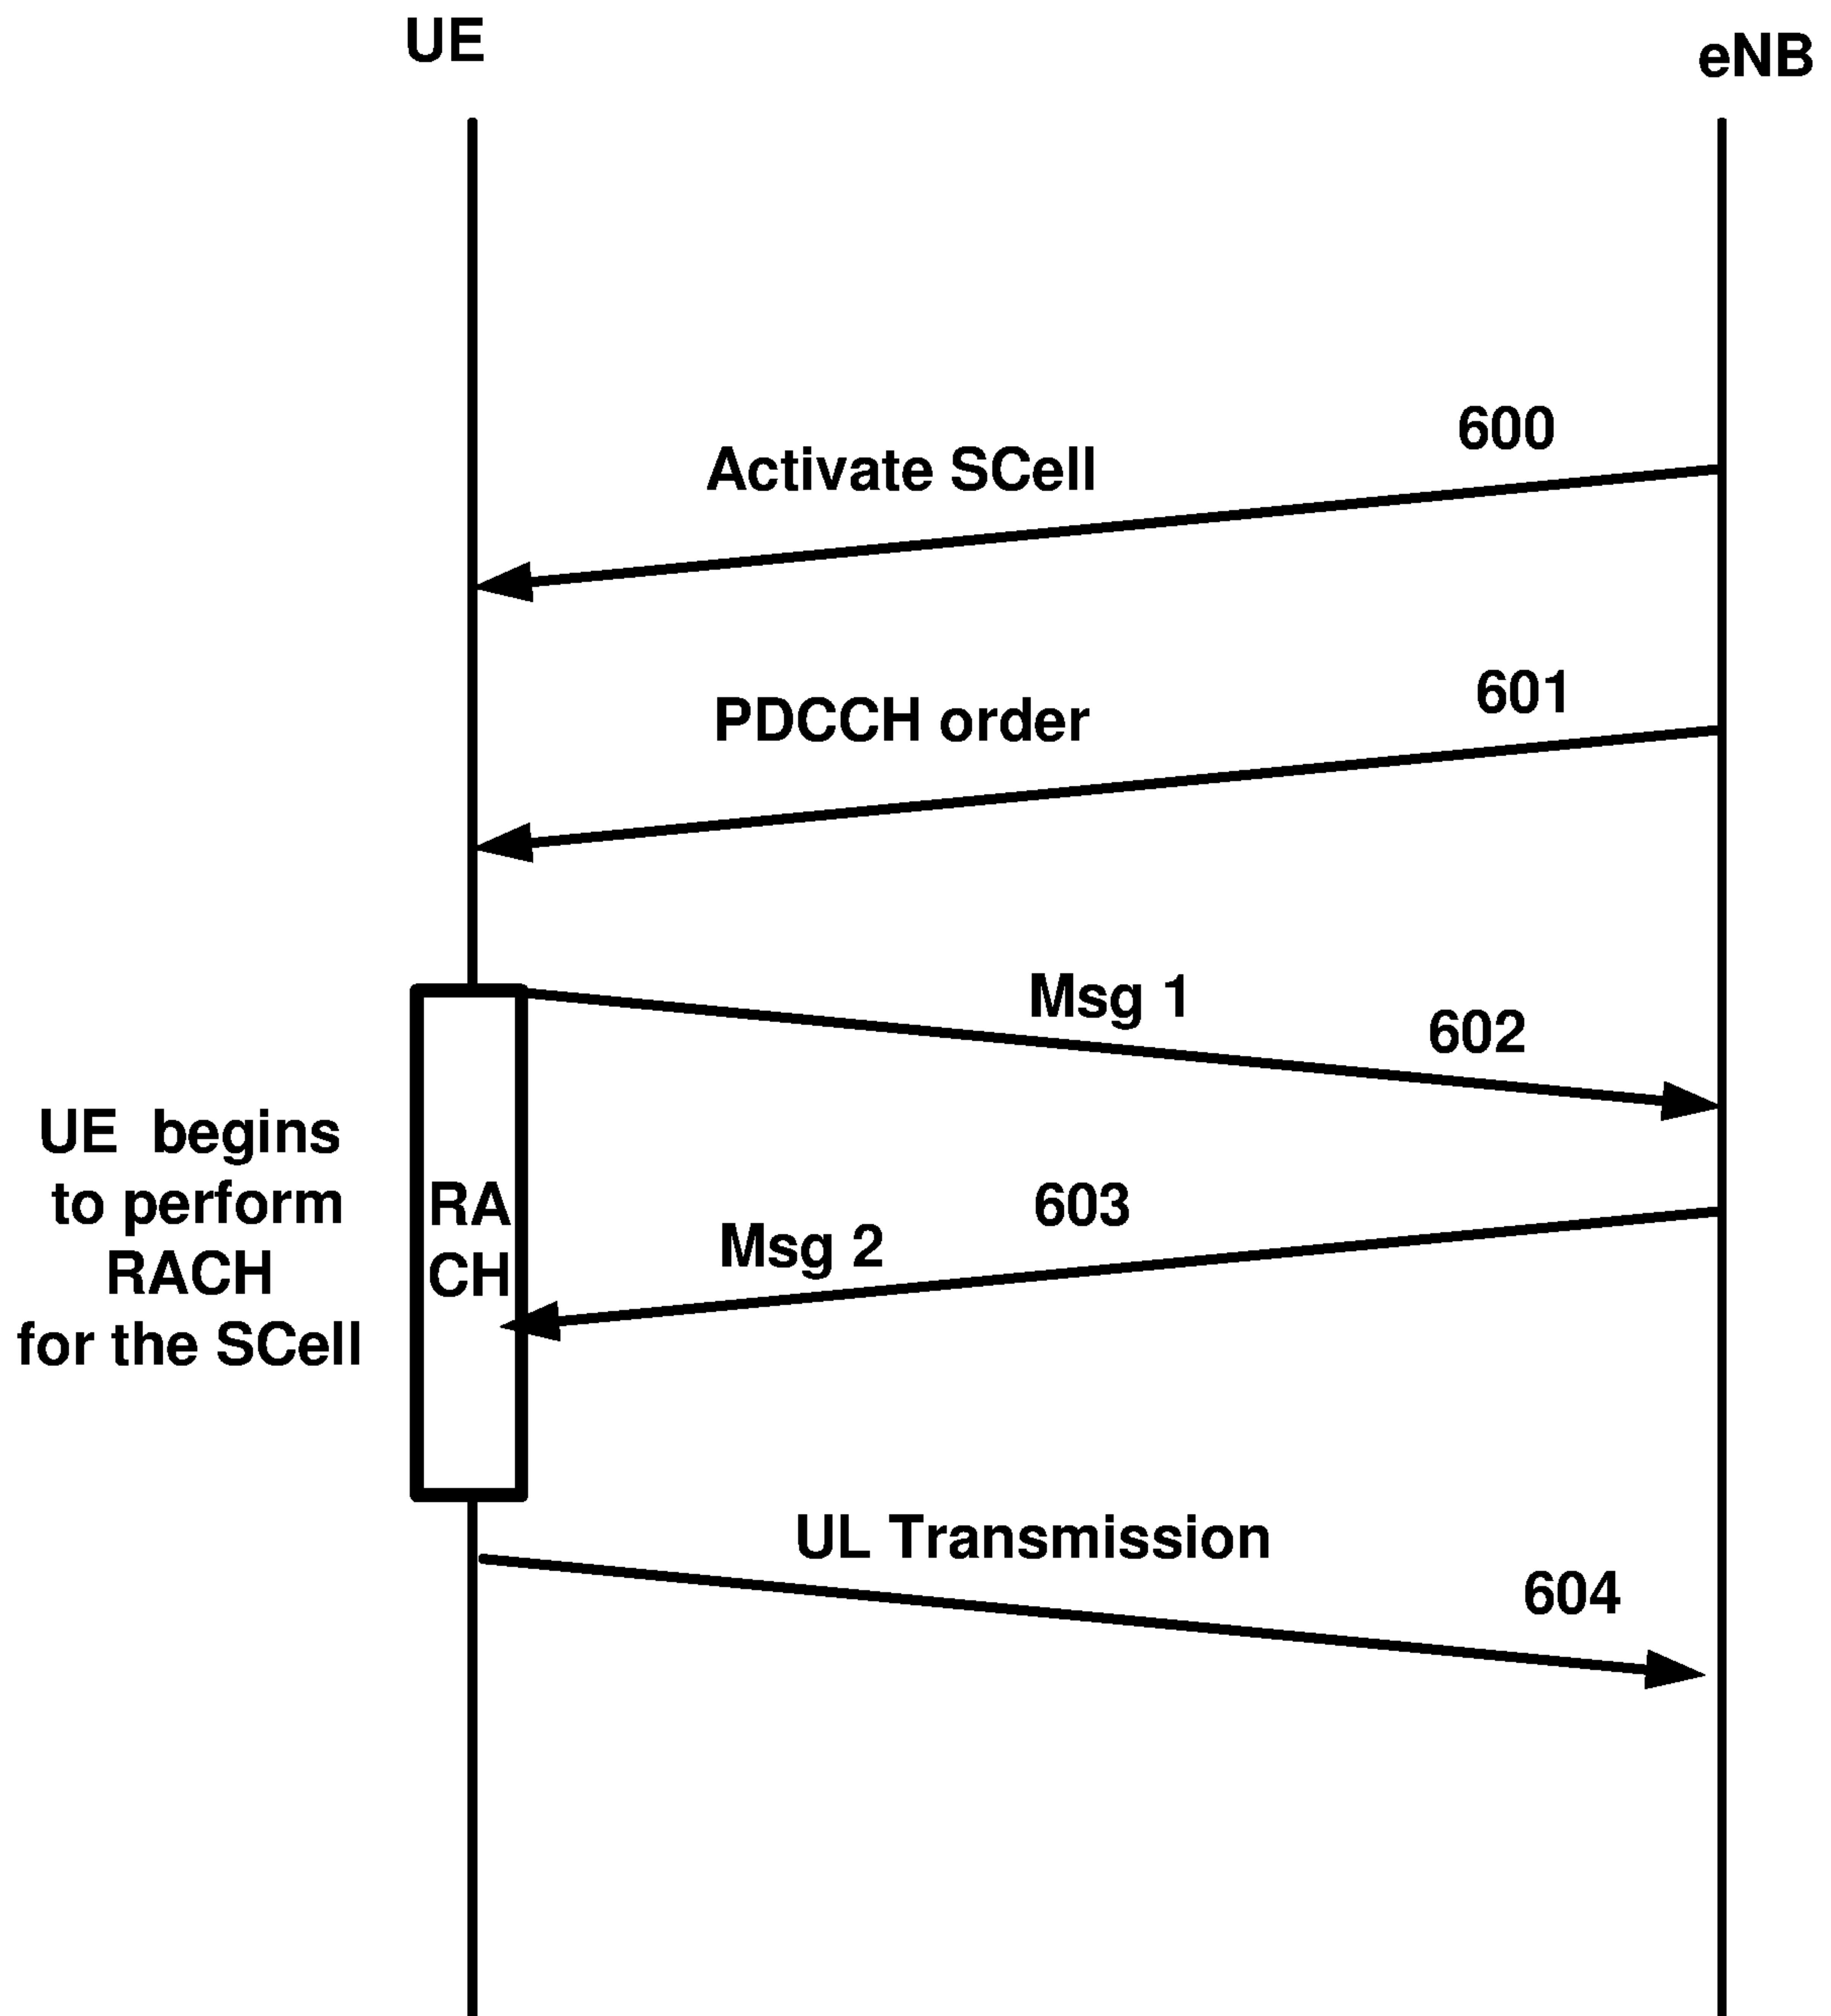 UE
eNB
600
Activate SCell
601
PDCCH order
Msg 1
602
UE begins
to perform
RACH
for the SCell
RA
CH
603
Msg 2
UL Transmission
604